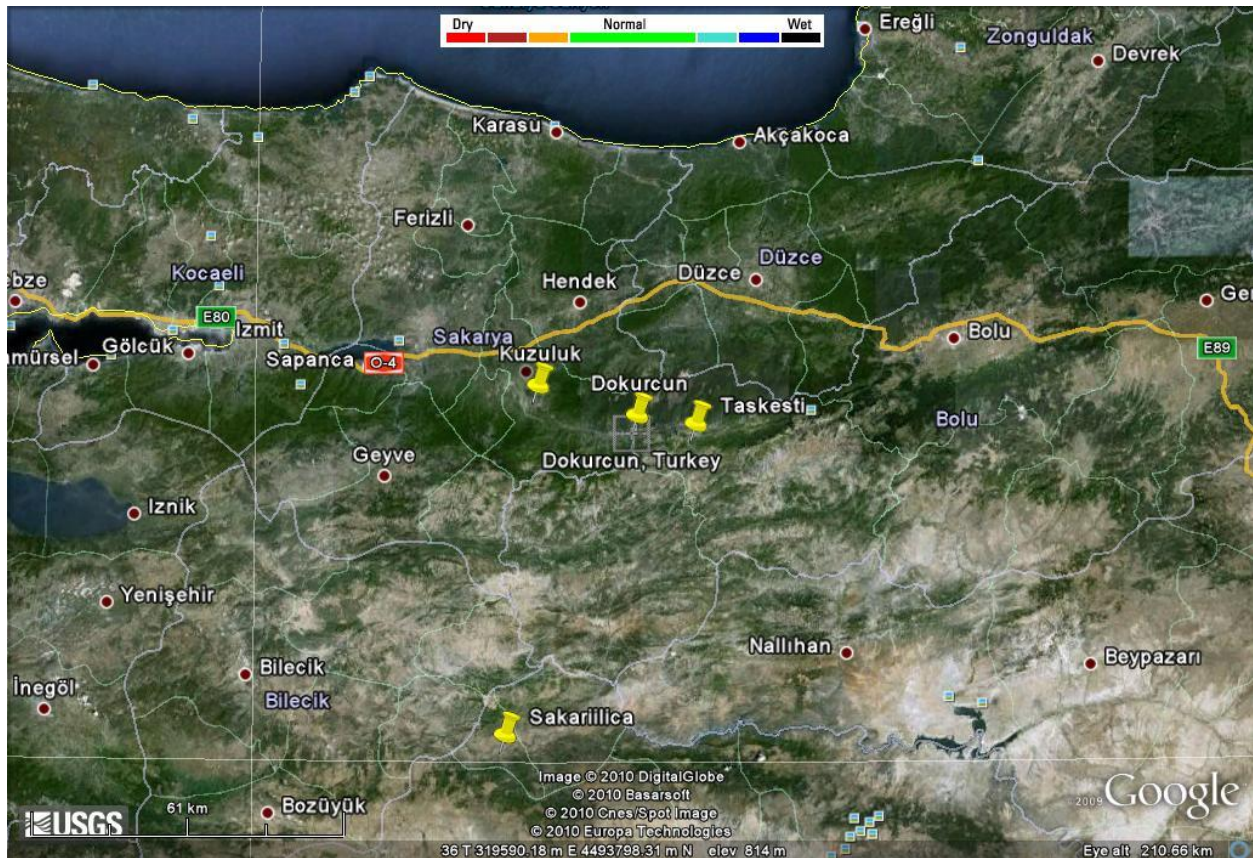 Dry Normal Wet
Ereğli
Zonguldak
Devrek
Karasu
Akçakoca
Ferizli
Kocaeli
Düzce
Düzce
Hendek
ebze
E80
Izmit
Sakarya
Bolu
Ger
E89
Gölcük
amürsel
Sapanca
O-4
Kuzuluk
Dokurcun
Taskesti
Bolu
Dokurcun, Turkey
Geyve
Iznik
Yenişehir
Nallıhan
Beypazarı
Bilecik
İnegöl
Bilecik
Sakariilica
Image © 2010 DigitalGlobe
© 2010 Basarsoft
© 2010 Cnes/Spot Image
© 2010 Europa Technologies
2009 Google
61 km
Bozüyük
USGS
36 T 319590.18 m E 4493798.31 m N elev 814 m
Eye alt 210.66 km